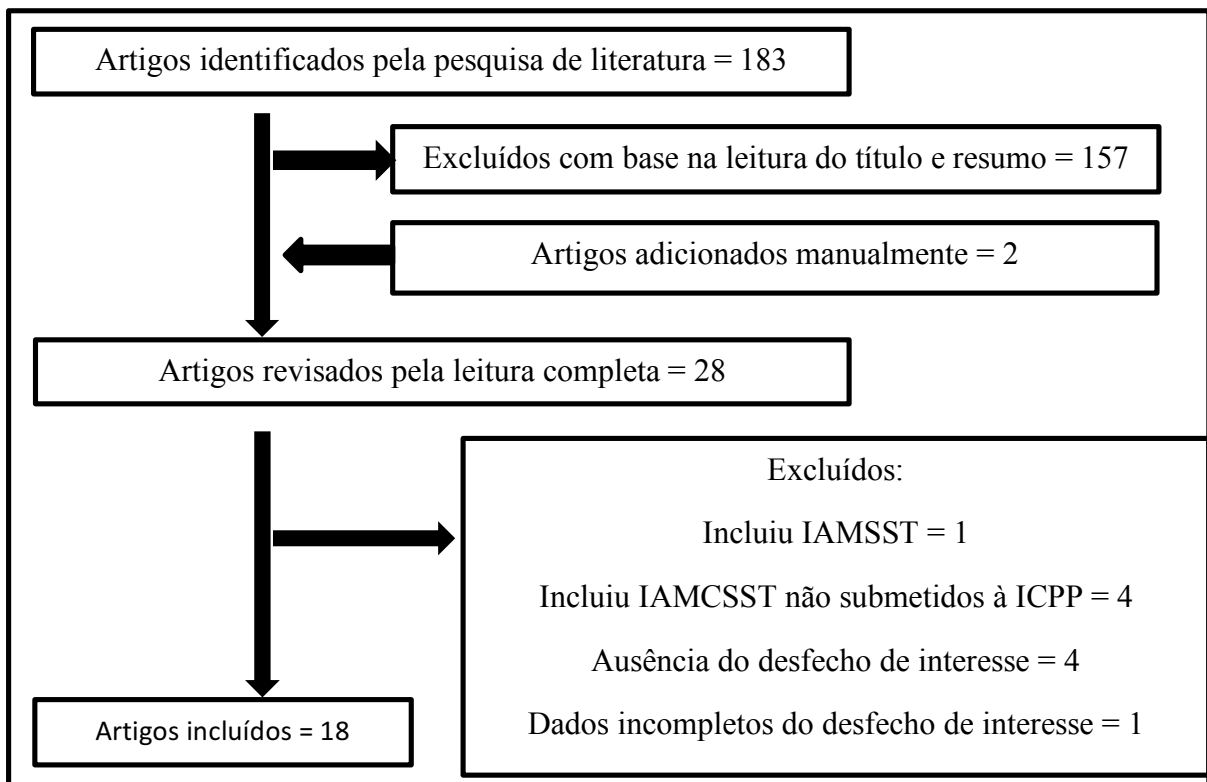 Artigos identificados pela pesquisa de literatura = 183
Excluídos com base na leitura do título e resumo = 157
Artigos adicionados manualmente = 2
Artigos revisados pela leitura completa = 28
Excluídos:
Incluiu IAMSST = 1
Incluiu IAMCSST não submetidos à ICPP = 4
Ausência do desfecho de interesse = 4
Dados incompletos do desfecho de interesse = 1
Artigos incluídos = 18